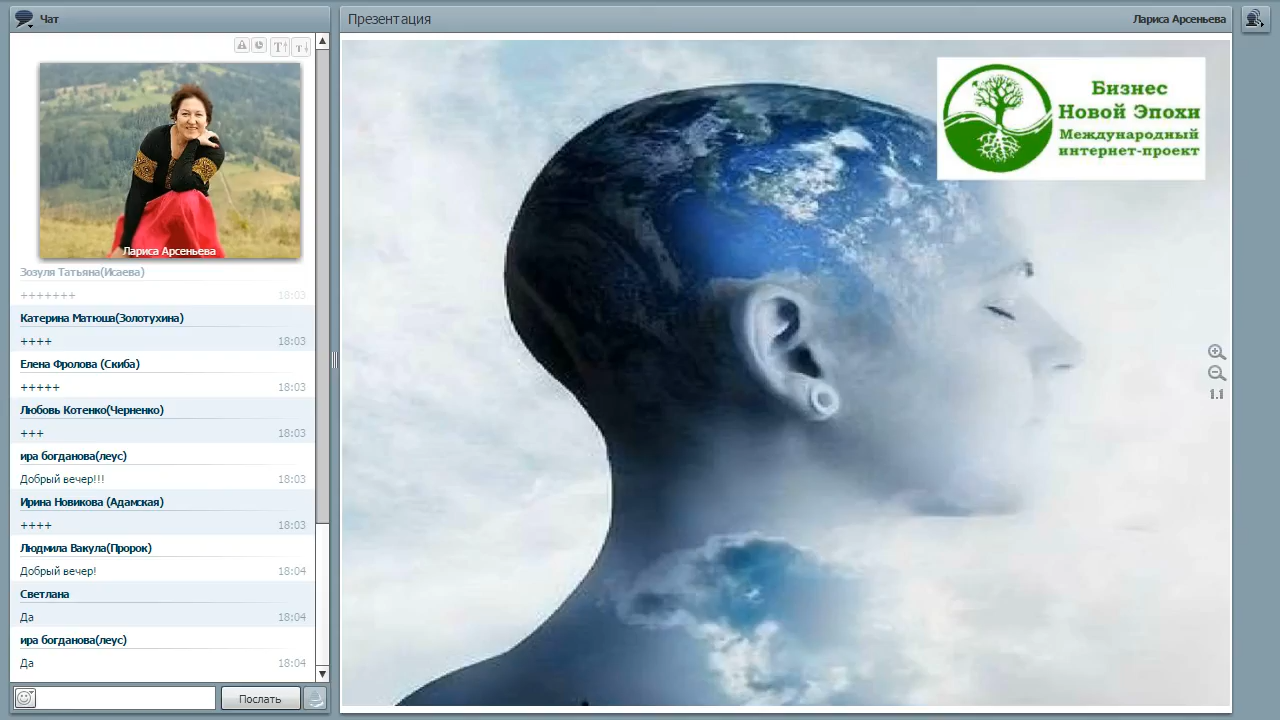 Чат
Лариса Арсеньева
Зозуля Татьяна(Исаева)
+++++++ 18:03
Катерина Матюша(Золотухина)
++++ 18:03
Елена Фролова (Скиба)
+++++ 18:03
Любовь Котенко(Черненко)
+++ 18:03
ира богданова(леус)
Добрый вечер!!! 18:03
Ирина Новикова (Адамская)
++++ 18:03
Людмила Вакула(Пророк)
Добрый вечер! 18:04
Светлана
Да 18:04
ира богданова(леус)
Да 18:04
Послать
Презентация
Лариса Арсеньева
Бизнес
Новой Эпохи
Международный
интернет-проект
1.1